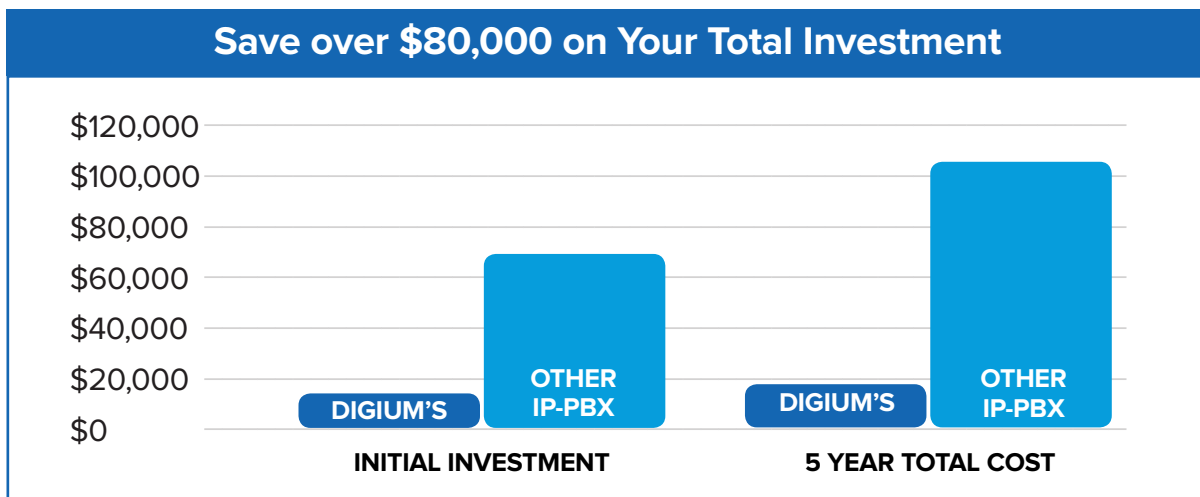 Save over $80,000 on Your Total Investment
$120,000
$100,000
$80,000
$60,000
$40,000
$20,000
$0
DIGIUM’S
OTHER
IP-PBX
DIGIUM’S
OTHER
IP-PBX
INITIAL INVESTMENT
5 YEAR TOTAL COST